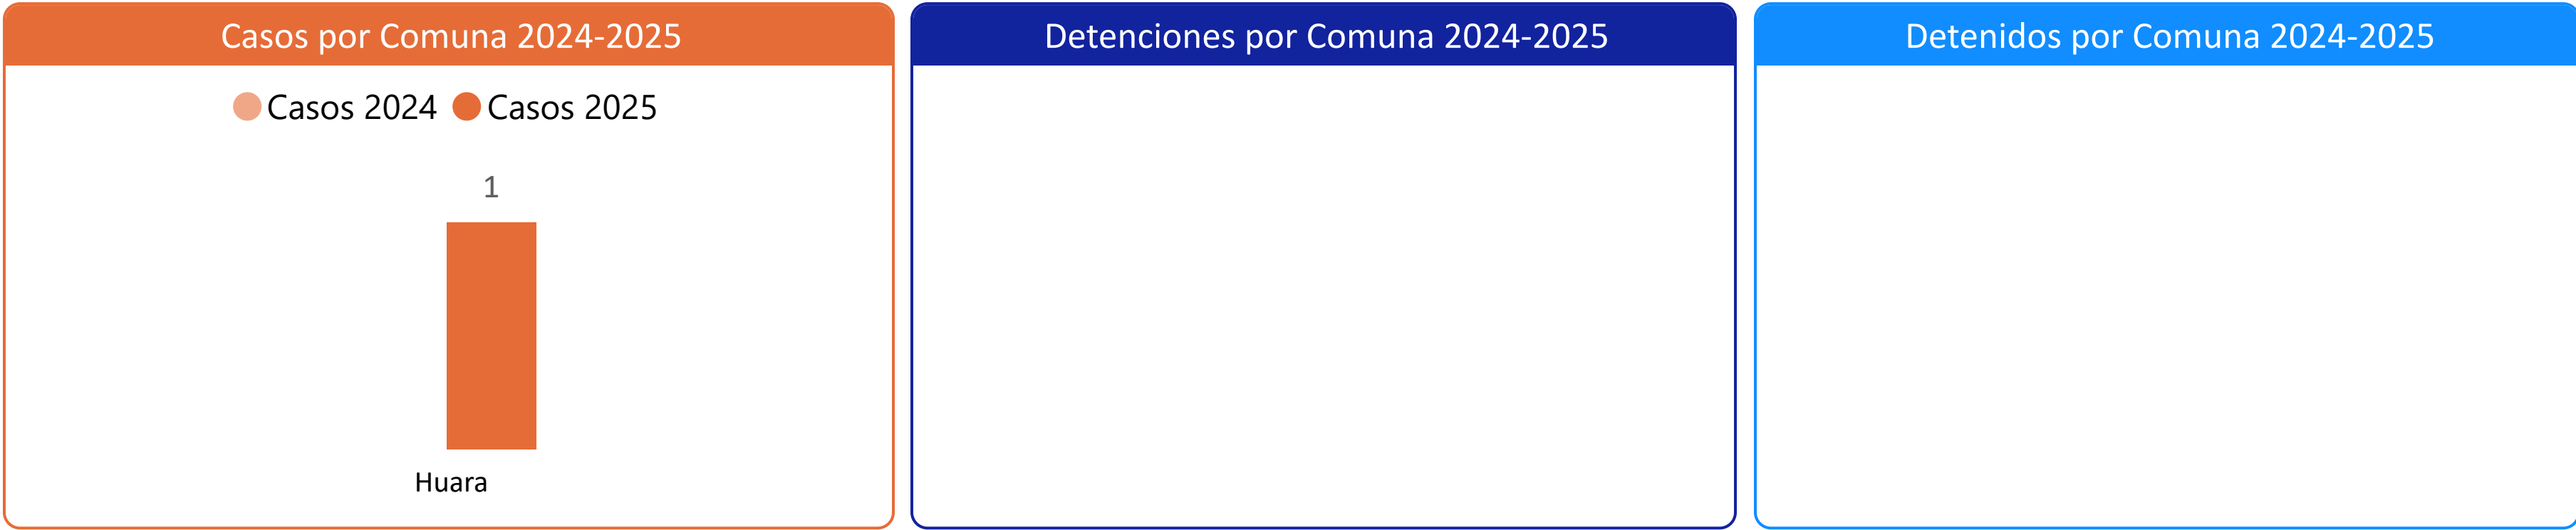 Casos por Comuna 2024-2025
Casos 2024 Casos 2025
1
Huara
Detenciones por Comuna 2024-2025
Detenidos por Comuna 2024-2025